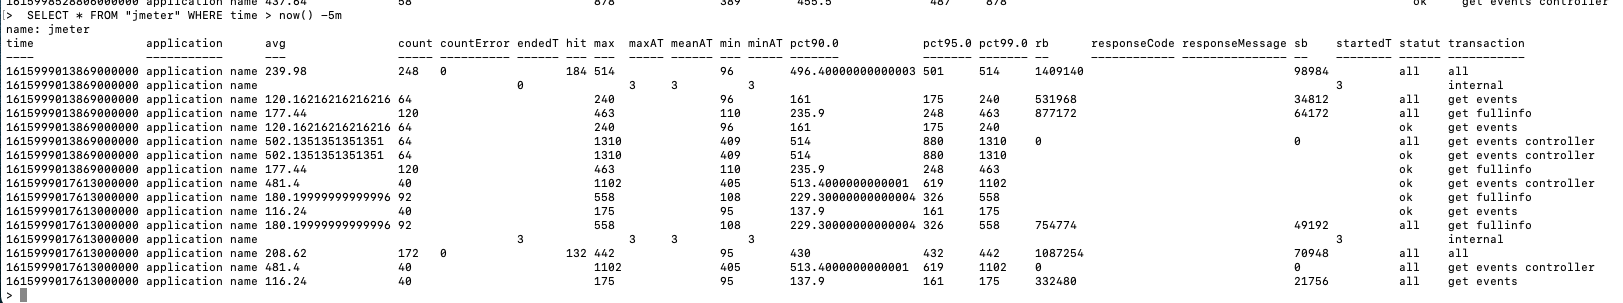 1615998528806000000 application name 437.64 58 878 389 455.5 487 878 ok get events controller
> SELECT * FROM "jmeter" WHERE time > now() -5m
name: jmeter
time application avg count countError endedT hit max maxAT meanAT min minAT pct90.0 pct95.0 pct99.0 rb responseCode responseMessage sb startedT statut transaction
---- ----------- --- ----- ---------- ------ --- --- ----- ------ --- ----- ------- ------- ------- -- ------------ --------------- -- -------- ------ -----------
1615999013869000000 application name 239.98 248 0 184 514 96 496.40000000000003 501 514 1409140 98984 all all
1615999013869000000 application name 0 3 3 3 3 internal
1615999013869000000 application name 120.16216216216216 64 240 96 161 175 240 531968 34812 all get events
1615999013869000000 application name 177.44 120 463 110 235.9 248 463 877172 64172 all get fullinfo
1615999013869000000 application name 120.16216216216216 64 240 96 161 175 240 ok get events
1615999013869000000 application name 502.1351351351351 64 1310 409 514 880 1310 0 0 all get events controller
1615999013869000000 application name 502.1351351351351 64 1310 409 514 880 1310 ok get events controller
1615999013869000000 application name 177.44 120 463 110 235.9 248 463 ok get fullinfo
1615999017613000000 application name 481.4 40 1102 405 513.4000000000001 619 1102 ok get events controller
1615999017613000000 application name 180.19999999999996 92 558 108 229.30000000000004 326 558 ok get fullinfo
1615999017613000000 application name 116.24 40 175 95 137.9 161 175 ok get events
1615999017613000000 application name 180.19999999999996 92 558 108 229.30000000000004 326 558 754774 49192 all get fullinfo
1615999017613000000 application name 3 3 3 3 3 internal
1615999017613000000 application name 208.62 172 0 132 442 95 430 432 442 1087254 70948 all all
1615999017613000000 application name 481.4 40 1102 405 513.4000000000001 619 1102 0 0 all get events controller
1615999017613000000 application name 116.24 40 175 95 137.9 161 175 332480 21756 all get events
>